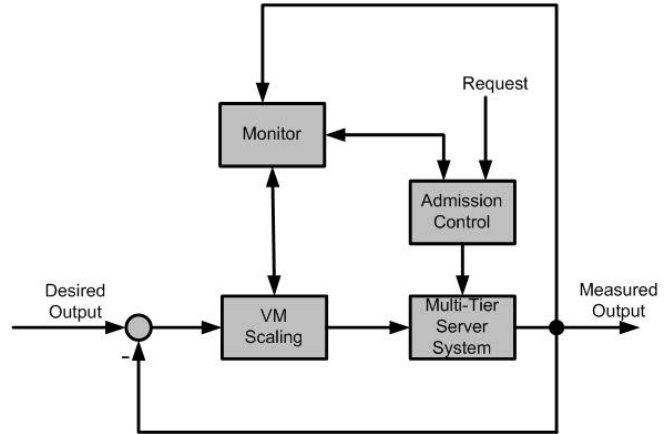 Request
Monitor
Admission
Control
Desired
Output
VM
Scaling
Multi-Tier
Server
System
Measured
Output
-